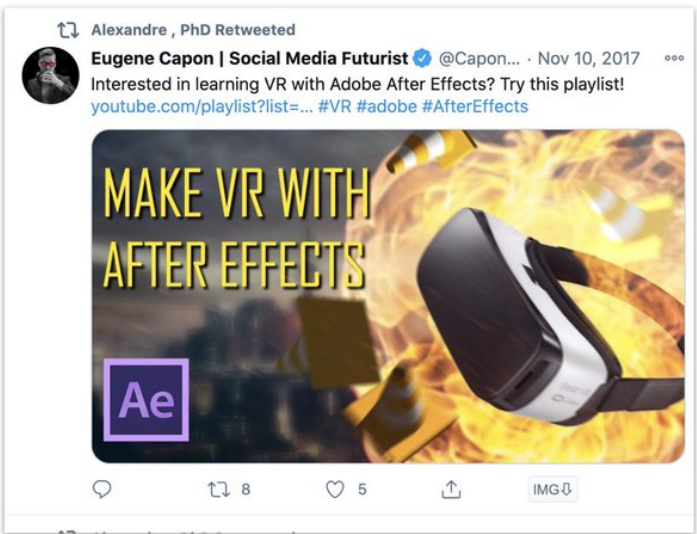 Alexandre , PhD Retweeted
Eugene Capon | Social Media Futurist @Capon... · Nov 10, 2017
Interested in learning VR with Adobe After Effects? Try this playlist!
youtube.com/playlist?list=... #VR #adobe #AfterEffects
MAKE VR WITH
AFTER EFFECTS
Ae
8 5 IMG